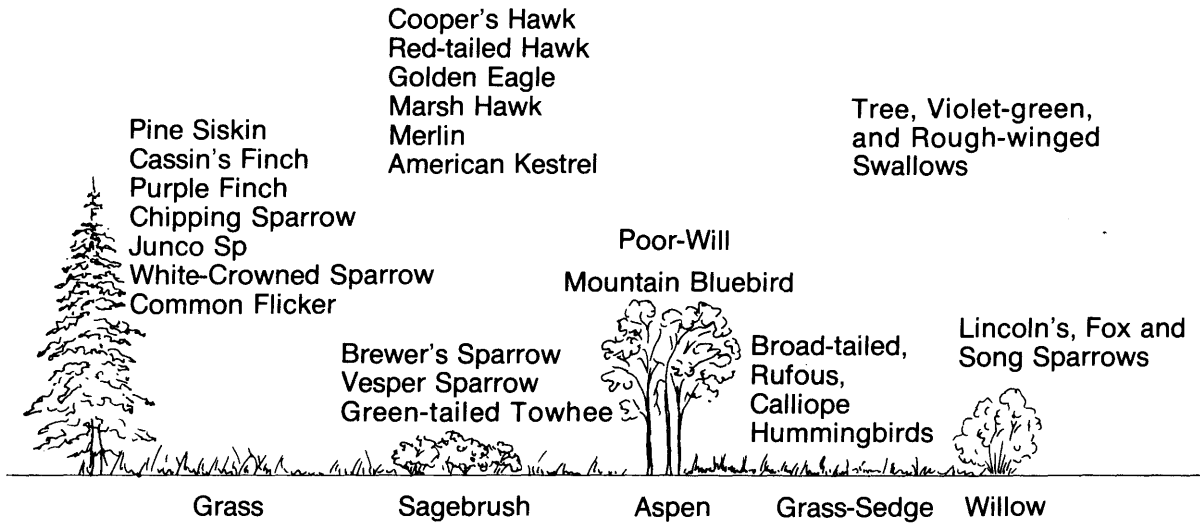 Cooper's Hawk
Red-tailed Hawk
Golden Eagle
Marsh Hawk
Merlin
American Kestrel
Pine Siskin
Cassin's Finch
Purple Finch
Chipping Sparrow
Junco Sp
White-Crowned Sparrow
Common Flicker
Tree, Violet-green,
and Rough-winged
Swallows
Poor-Will
Mountain Bluebird
Brewer's Sparrow
Vesper Sparrow
Green-tailed Towhee
Broad-tailed,
Rufous,
Calliope
Hummingbirds
Lincoln's, Fox and
Song Sparrows
Grass
Sagebrush
Aspen
Grass-Sedge
Willow